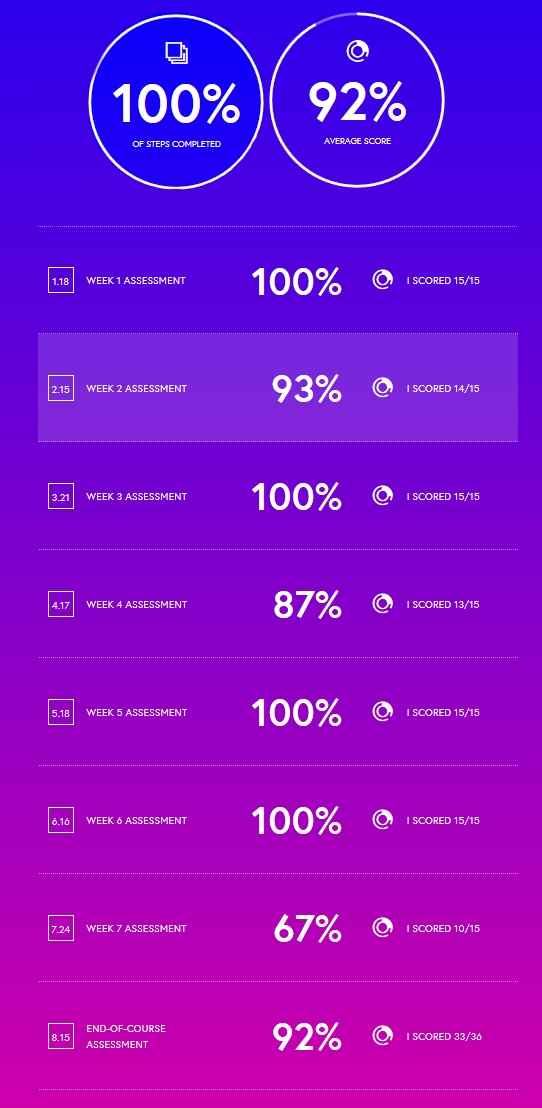 100%
OF STEPS COMPLETED
92%
AVERAGE SCORE
1.18 WEEK 1 ASSESSMENT 100% I SCORED 15/15
2.15 WEEK 2 ASSESSMENT 93% I SCORED 14/15
3.21 WEEK 3 ASSESSMENT 100% I SCORED 15/15
4.17 WEEK 4 ASSESSMENT 87% I SCORED 13/15
5.18 WEEK 5 ASSESSMENT 100% I SCORED 15/15
6.16 WEEK 6 ASSESSMENT 100% I SCORED 15/15
7.24 WEEK 7 ASSESSMENT 67% I SCORED 10/15
8.15 END-OF-COURSE
ASSESSMENT 92% I SCORED 33/36